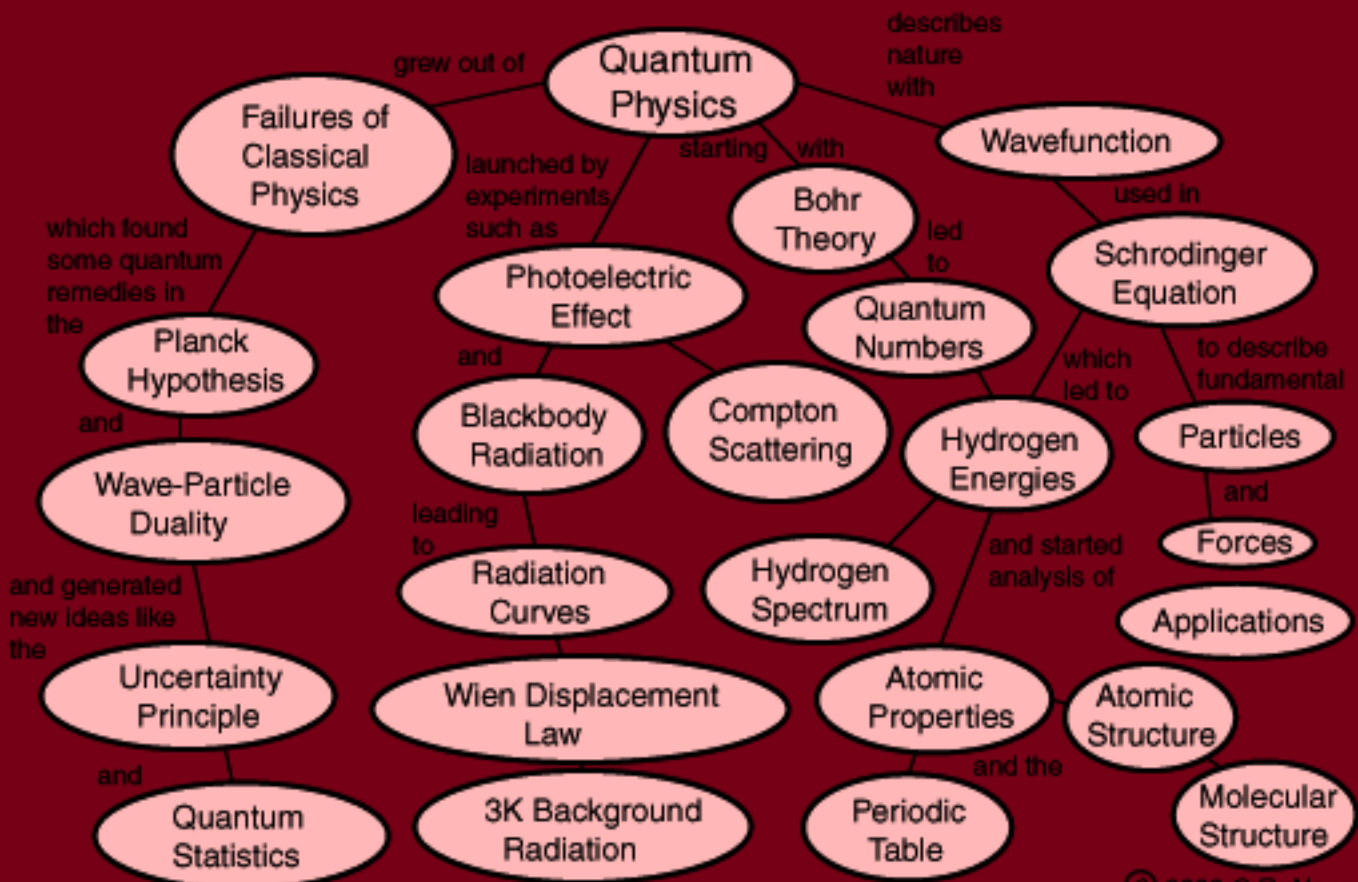 Quantum
Physics
grew out of
Failures of
Classical
Physics
which found
some quantum
remedies in
the
Planck
Hypothesis
and
Wave-Particle
Duality
and generated
new ideas like
the
Uncertainty
Principle
and
Quantum
Statistics
launched by
experiments
such as
Photoelectric
Effect
and
Blackbody
Radiation
Compton
Scattering
leading
to
Radiation
Curves
Wien Displacement
Law
3K Background
Radiation
starting with
Bohr
Theory
led
to
Quantum
Numbers
describes
nature
with
Wavefunction
used in
Schrodinger
Equation
which
led to
Hydrogen
Energies
Hydrogen
Spectrum
and started
analysis of
Atomic
Properties
and the
Periodic
Table
Atomic
Structure
Molecular
Structure
to describe
fundamental
Particles
and
Forces
Applications